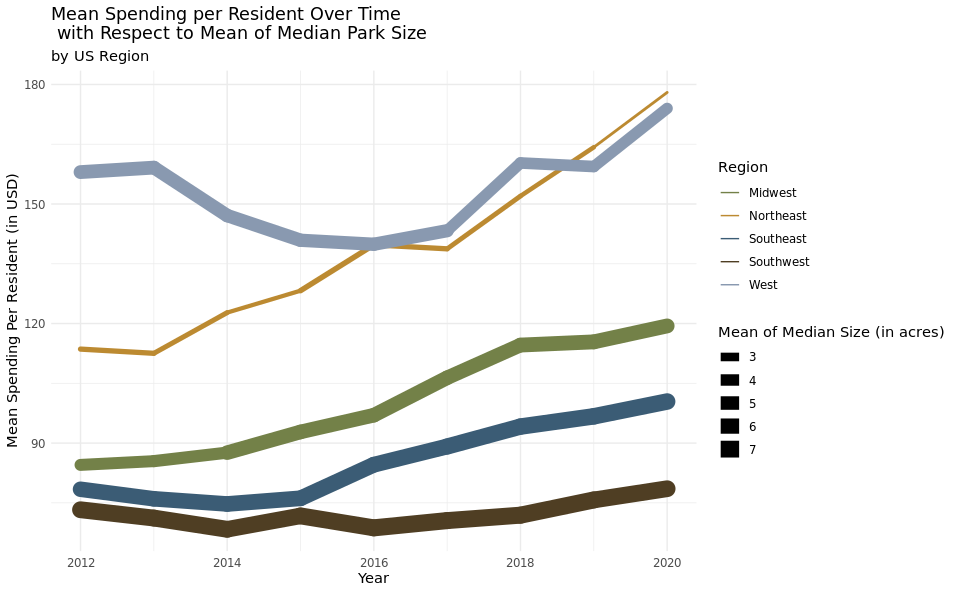 Mean Spending per Resident Over Time
with Respect to Mean of Median Park Size
by US Region
Mean Spending Per Resident (in USD)
180
150
120
90
2012
2014
2016
2018
2020
Year
Region
Midwest
Northeast
Southeast
Southwest
West
Mean of Median Size (in acres)
3
4
5
6
7